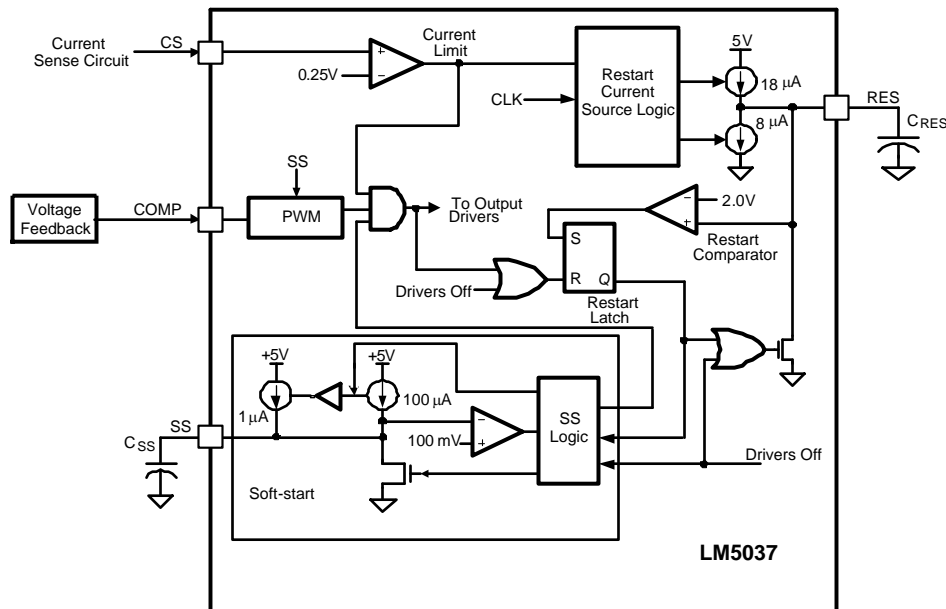 Current
Sense Circuit
CS
0.25V
+
−
Current
Limit
CLK
Restart
Current
Source Logic
5V
18 μA
8 μA
RES
C RES
Voltage
Feedback
COMP
SS
PWM
To Output
Drivers
Drivers Off
S
R Q
Restart
Latch
−
+
2.0V
Restart
Comparator
+5V
+5V
1 μA
100 μA
SS
C SS
100 mV
−
+
SS
Logic
Drivers Off
Soft-start
LM5037